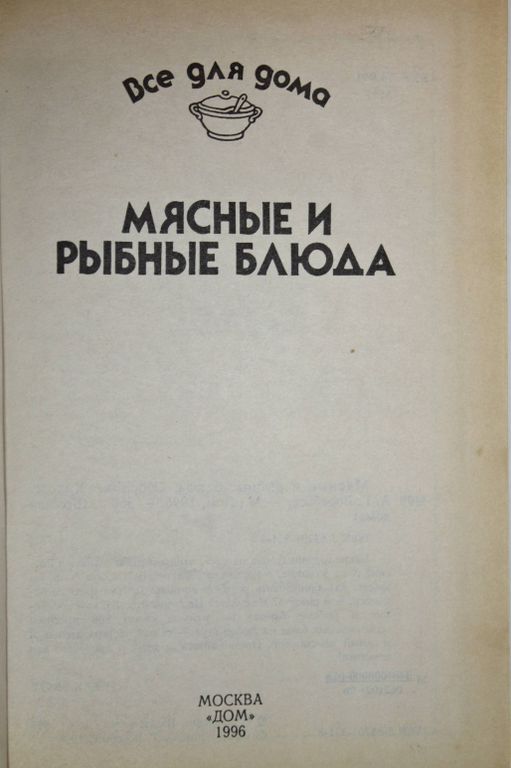 Все для дома
МЯСНЫЕ И
РЫБНЫЕ БЛЮДА
МОСКВА
«ДОМ»
1996